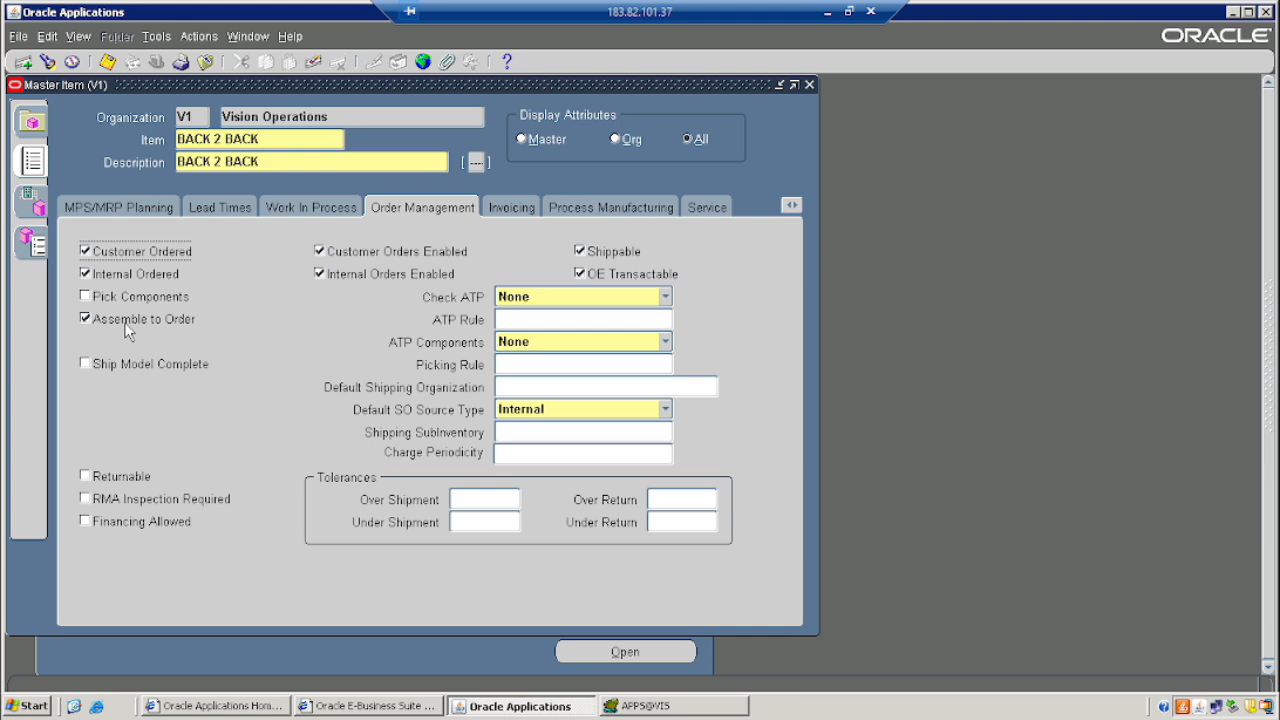 Oracle Applications
183.82.101.37
File Edit View Folder Tools Actions Window Help
ORACLE
Master Item (V1)
Organization V1 Vision Operations
Item BACK 2 BACK
Description BACK 2 BACK
Display Attributes
Master Org All
MPS/MRP Planning Lead Times Work In Process Order Management Invoicing Process Manufacturing Service
Customer Ordered Customer Orders Enabled Shippable
Internal Ordered Internal Orders Enabled OE Transactable
Pick Components Check ATP None
Assemble to Order ATP Rule
ATP Components None
Ship Model Complete Picking Rule
Default Shipping Organization
Default SO Source Type Internal
Shipping SubInventory
Charge Periodicity
Returnable Tolerances
RMA Inspection Required Over Shipment Over Return
Financing Allowed Under Shipment Under Return
Open
Start Oracle Applications Hom... Oracle E-Business Suite ... Oracle Applications APPS@VIS